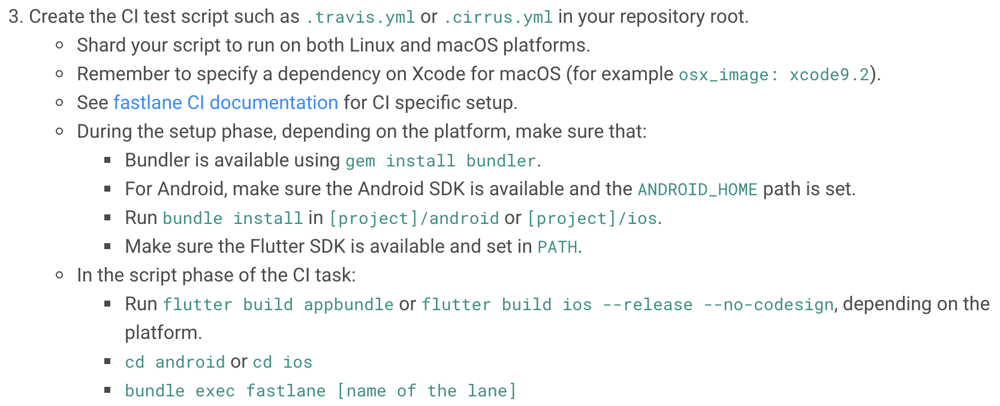 3. Create the CI test script such as .travis.yml or .cirrus.yml in your repository root.
Shard your script to run on both Linux and macOS platforms.
Remember to specify a dependency on Xcode for macOS (for example osx_image: xcode9.2).
See fastlane CI documentation for CI specific setup.
During the setup phase, depending on the platform, make sure that:
Bundler is available using gem install bundler.
For Android, make sure the Android SDK is available and the ANDROID_HOME path is set.
Run bundle install in [project]/android or [project]/ios.
Make sure the Flutter SDK is available and set in PATH.
In the script phase of the CI task:
Run flutter build appbundle or flutter build ios --release --no-codesign, depending on the
platform.
cd android or cd ios
bundle exec fastlane [name of the lane]